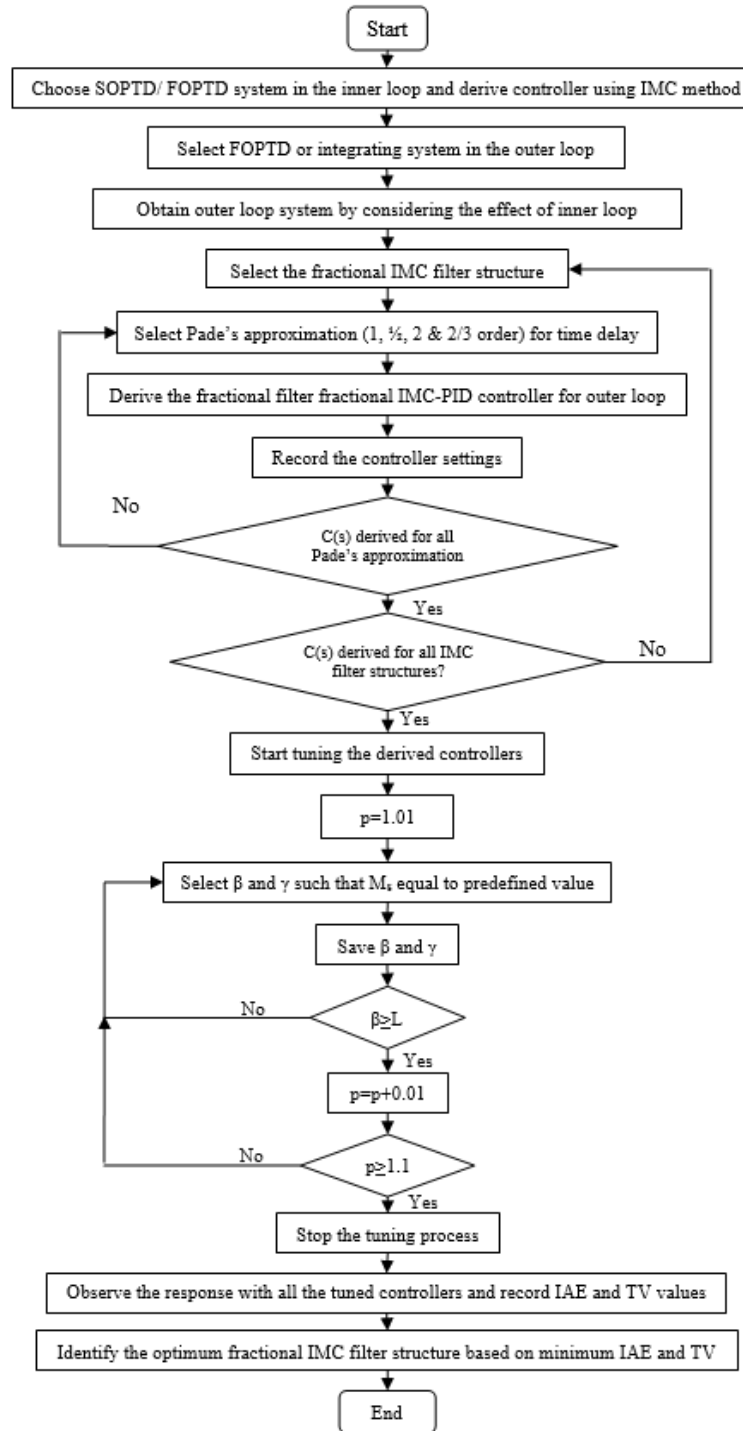 Start
Choose SOPTD/ FOPTD system in the inner loop and derive controller using IMC method
Select FOPTD or integrating system in the outer loop
Obtain outer loop system by considering the effect of inner loop
Select the fractional IMC filter structure
Select Pade's approximation (1, ½, 2 & 2/3 order) for time delay
Derive the fractional filter fractional IMC-PID controller for outer loop
Record the controller settings
No
C(s) derived for all
Pade's approximation
Yes
C(s) derived for all IMC
filter structures?
No
Yes
Start tuning the derived controllers
p=1.01
Select β and γ such that Mₛ equal to predefined value
Save β and γ
No
β≥L
Yes
p=p+0.01
No
p≥1.1
Yes
Stop the tuning process
Observe the response with all the tuned controllers and record IAE and TV values
Identify the optimum fractional IMC filter structure based on minimum IAE and TV
End